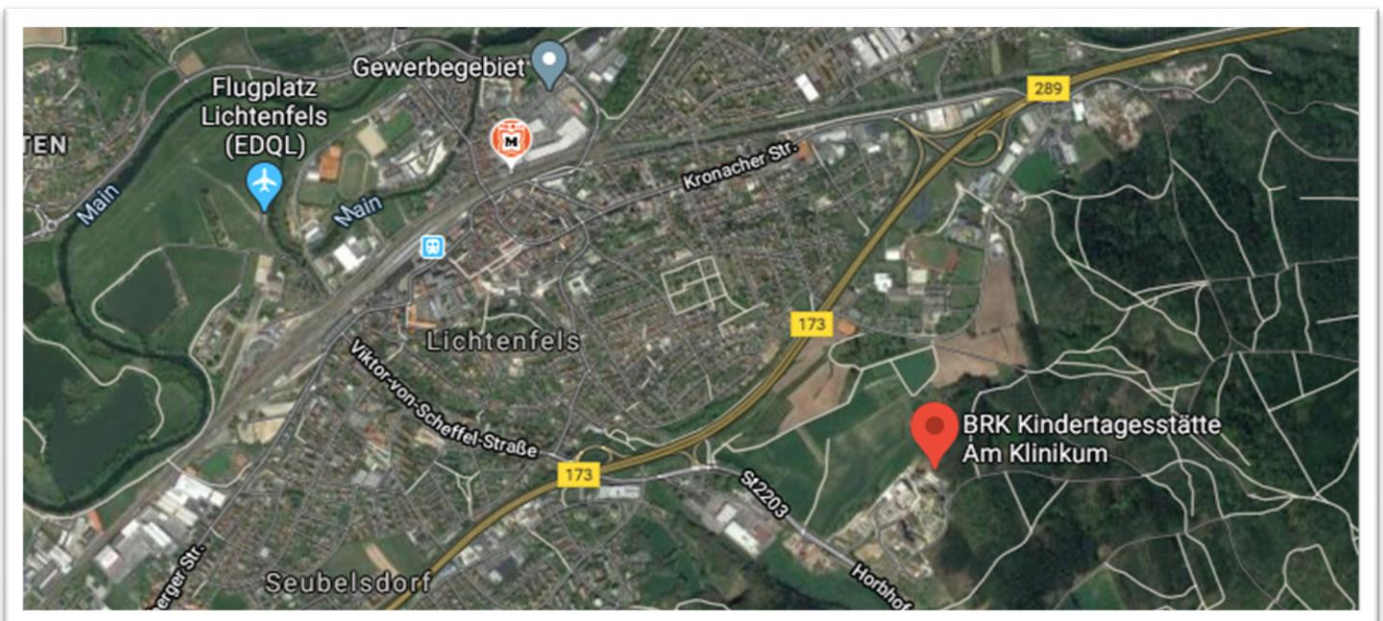 Gewerbegebiet
Flugplatz
Lichtenfels
(EDQL)
289
TEN
M
Kronacher Str.
Main
Main
173
Lichtenfels
Viktor-von-Scheffel-Straße
BRK Kindertagesstätte
Am Klinikum
173
St2203
Seubelsdorf
erger Str.
Horbhof